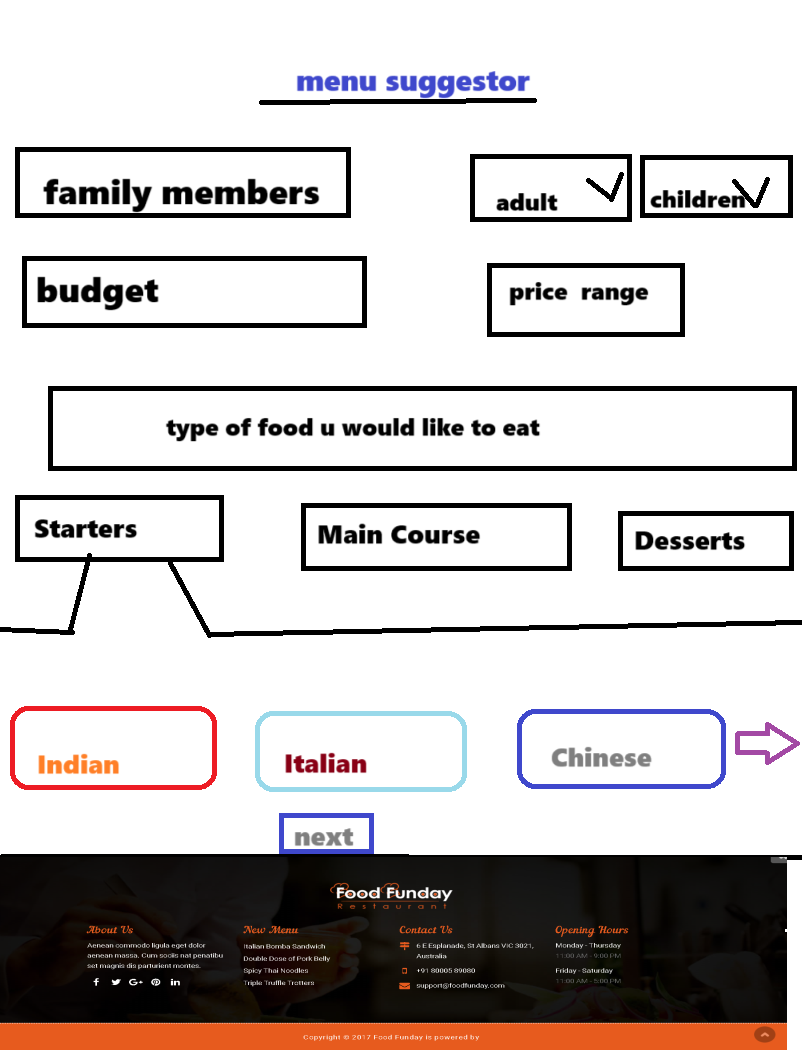 menu suggestor
family members
adult
children
budget
price range
type of food u would like to eat
Starters
Main Course
Desserts
Indian
Italian
Chinese
next
Food Funday
Restaurant
About Us
Aenean commodo ligula eget dolor
aenean massa. Cum sociis nat penatibu
set magnis dis parturient montes.
New Menu
Italian Bomba Sandwich
Double Dose of Pork Belly
Spicy Thai Noodles
Triple Truffle Trotters
Contact Us
6 E Esplanade, St Albans VIC 3021,
Australia
+91 80005 89080
support@foodfunday.com
Opening Hours
Monday - Thursday
11:00 AM - 9:00 PM
Friday - Saturday
11:00 AM - 5:00 PM
Copyright © 2017 Food Funday is powered by